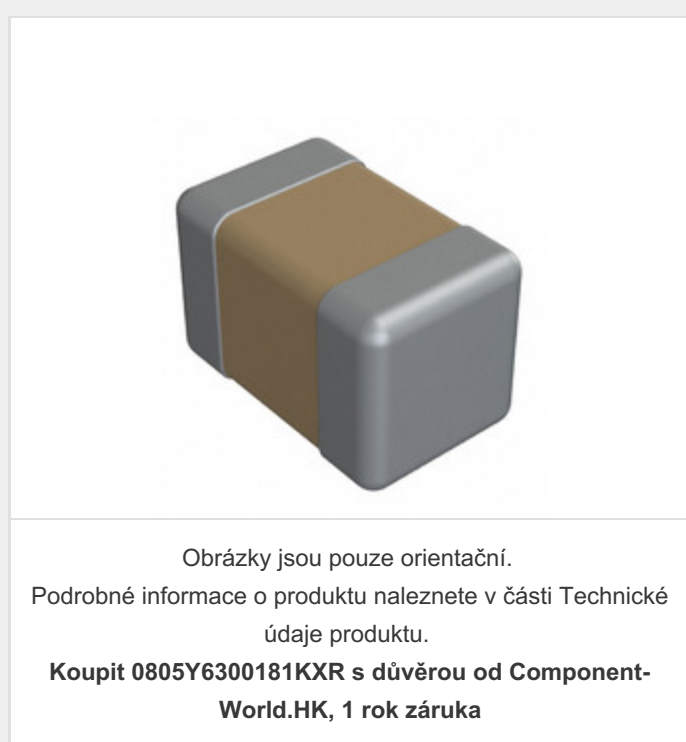 Obrázky jsou pouze orientační.
Podrobné informace o produktu naleznete v části Technické
údaje produktu.
Koupit 0805Y6300181KXR s důvěrou od Component-
World.HK, 1 rok záruka